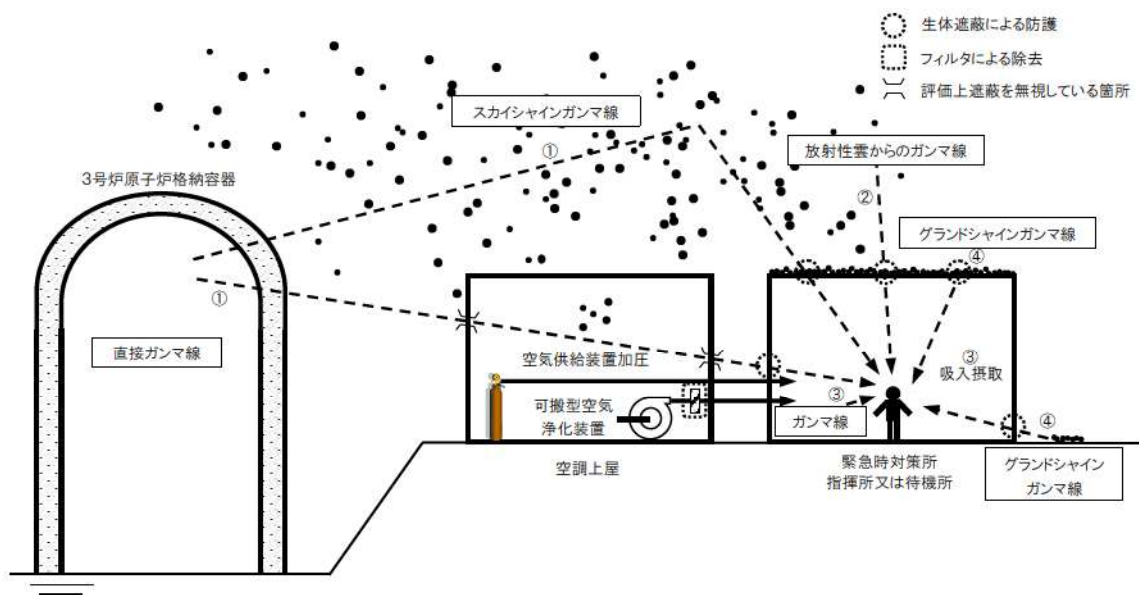 生体遮蔽による防護
フィルタによる除去
評価上遮蔽を無視している箇所
スカイシャインガンマ線
①
放射性雲からのガンマ線
②
3号炉原子炉格納容器
グランドシャインガンマ線
④
①
直接ガンマ線
空気供給装置加圧
③
吸入摂取
可搬型空気
浄化装置
③
ガンマ線
④
空調上屋
緊急時対策所
指揮所又は待機所
グランドシャイン
ガンマ線